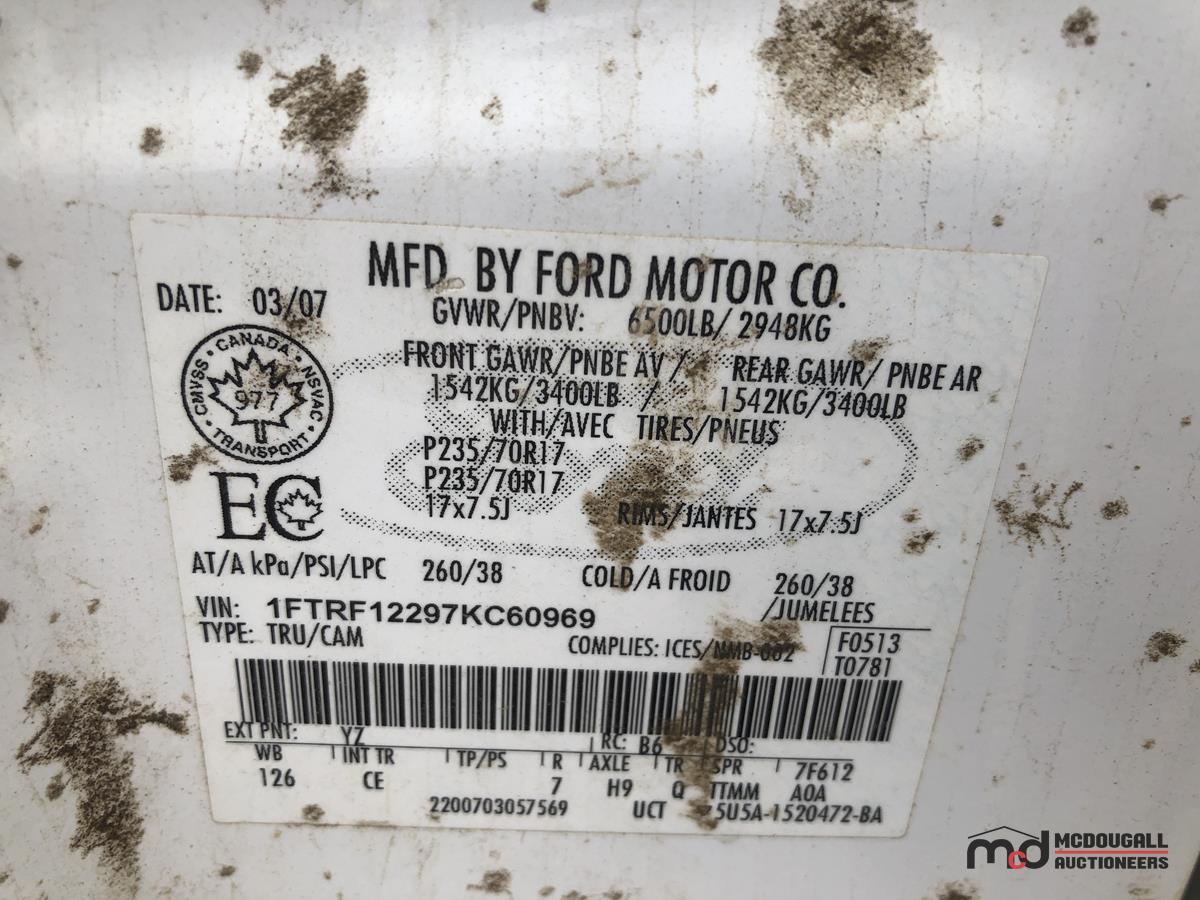 MFD. BY FORD MOTOR CO.
DATE: 03/07
GVWR/PNBV: 6500LB/ 2948KG
CMVSS • CANADA • NSVAC • TRANSPORT •
977
FRONT GAWR/PNBE AV / REAR GAWR/ PNBE AR
1542KG/3400LB / 1542KG/3400LB
WITH/AVEC TIRES/PNEUS
P235/70R17
P235/70R17
EC
17x7.5J RIMS/JANTES 17x7.5J
AT/A kPa/PSI/LPC 260/38 COLD/A FROID 260/38
/JUMELEES
VIN: 1FTRF12297KC60969
TYPE: TRU/CAM
COMPLIES: ICES/NMB-002
F0513
T0781
EXT PNT: YZ RC: B6 DSO:
WB INT TR TP/PS R AXLE TR SPR 7F612
126 CE 7 H9 Q TTMM A0A
2200703057569 UCT 5U5A-1520472-BA
mcd MCDOUGALL
AUCTIONEERS